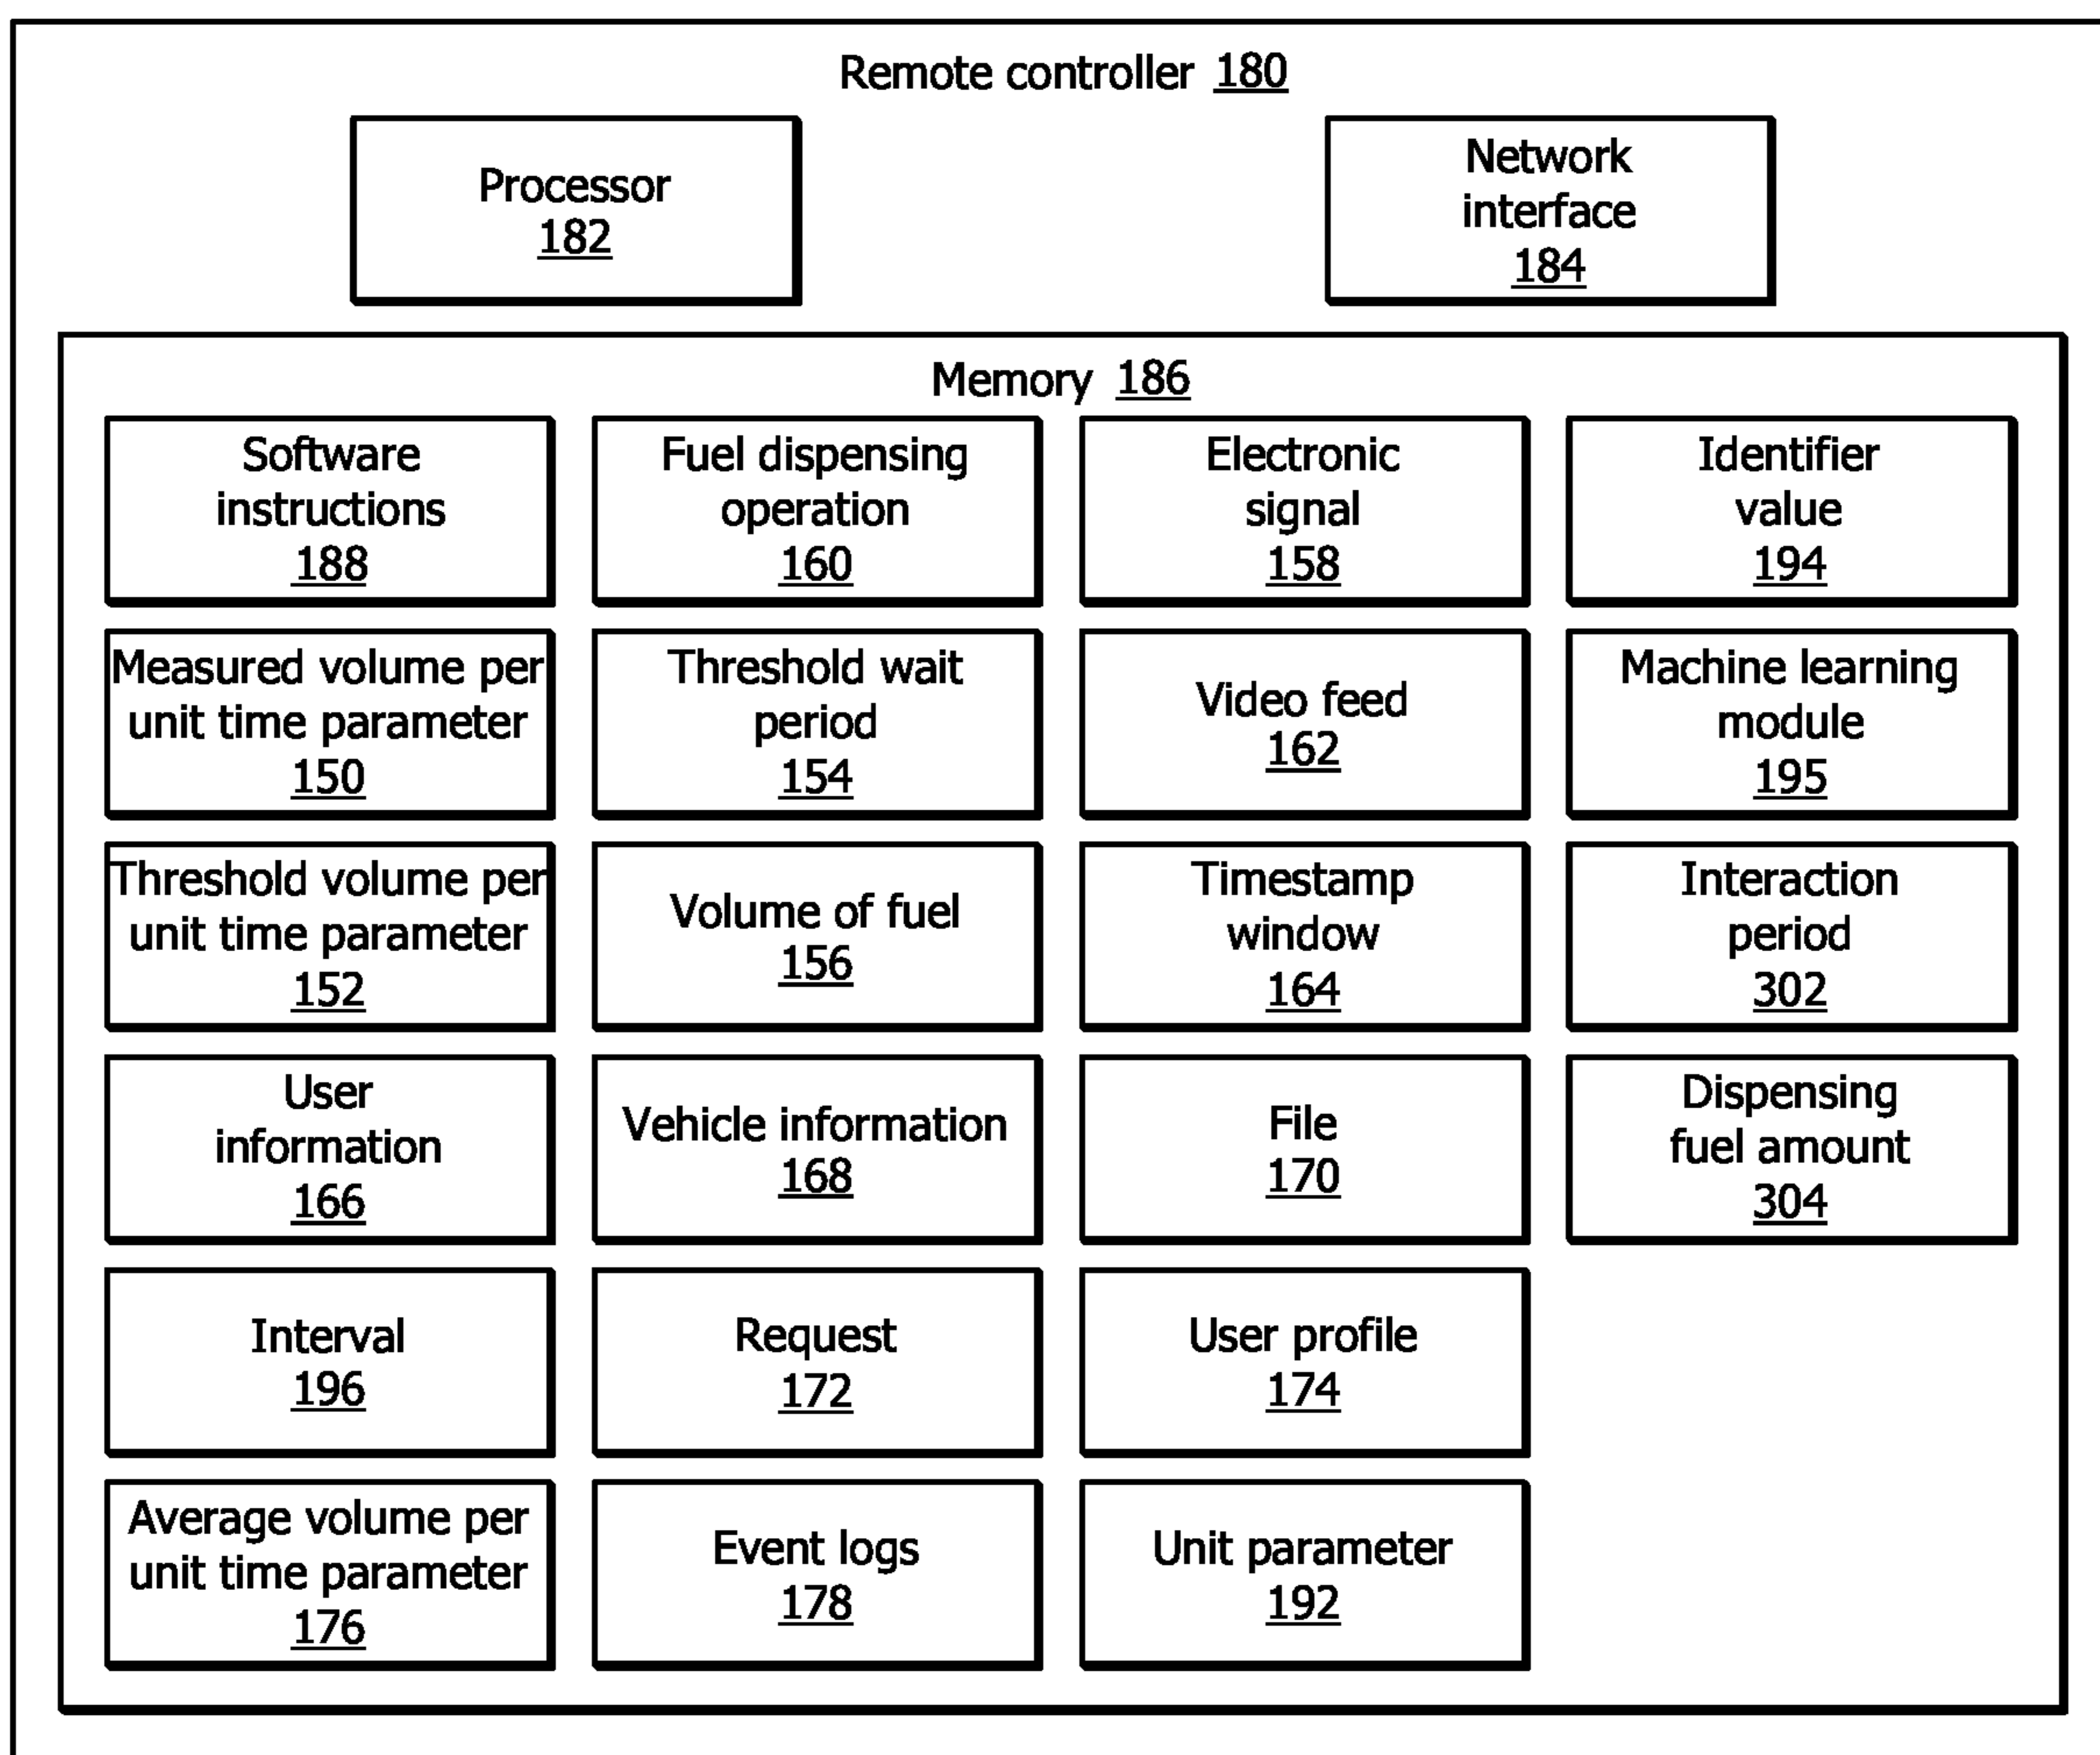 Remote controller 180
Processor
182
Network
interface
184
Memory 186
Software
instructions
188
Fuel dispensing
operation
160
Electronic
signal
158
Identifier
value
194
Measured volume per
unit time parameter
150
Threshold wait
period
154
Video feed
162
Machine learning
module
195
Threshold volume per
unit time parameter
152
Volume of fuel
156
Timestamp
window
164
Interaction
period
302
User
information
166
Vehicle information
168
File
170
Dispensing
fuel amount
304
Interval
196
Request
172
User profile
174
Average volume per
unit time parameter
176
Event logs
178
Unit parameter
192